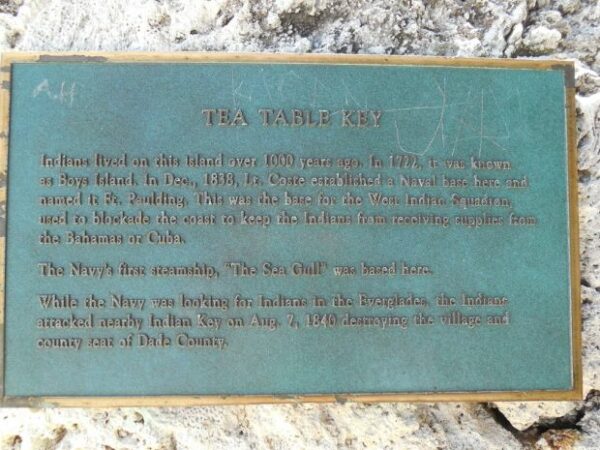 A.H
TEA TABLE KEY
Indians lived on this island over 1000 years ago. In 1772, it was known
as Boys Island. In Dec., 1838, Lt. Coste established a Naval base here and
named it Ft. Paulding. This was the base for the West Indian Squadron,
used to blockade the coast to keep the Indians from receiving supplies from
the Bahamas or Cuba.
The Navy's first steamship, "The Sea Gull" was based here.
While the Navy was looking for Indians in the Everglades, the Indians
attacked nearby Indian Key on Aug. 7, 1840 destroying the village and
county seat of Dade County.